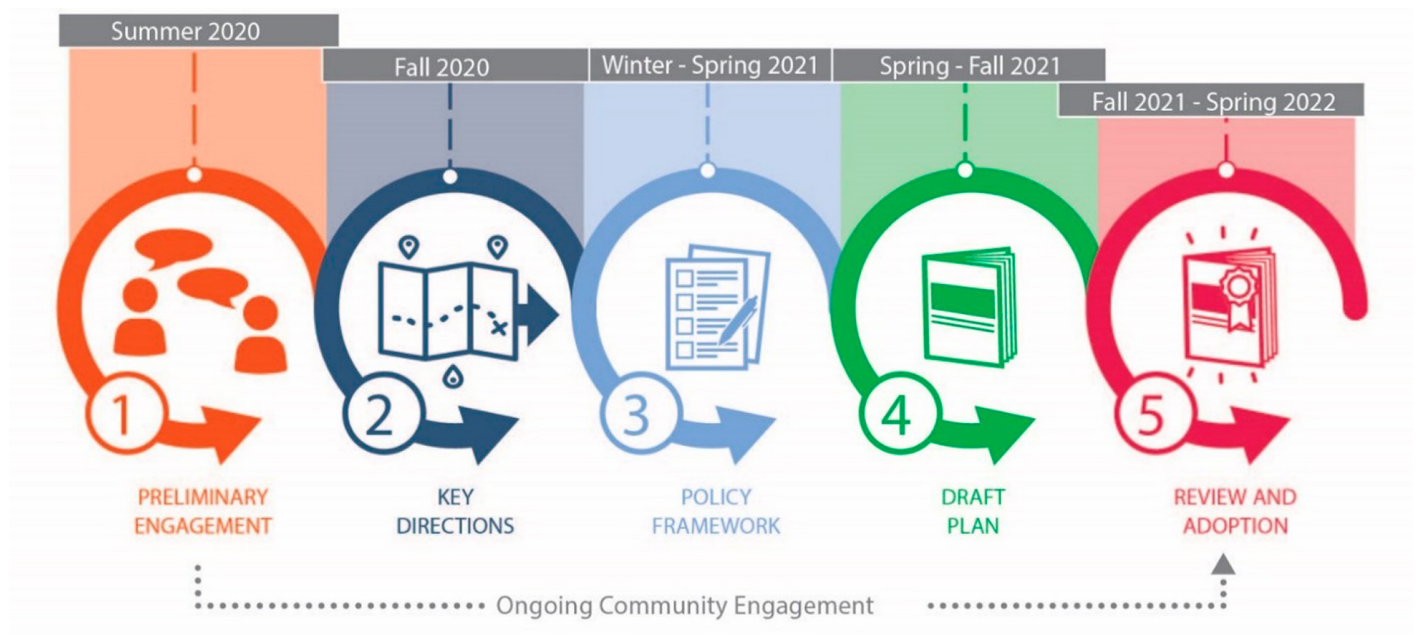 Summer 2020
Fall 2020
Winter - Spring 2021
Spring - Fall 2021
Fall 2021 - Spring 2022
1
2
3
4
5
PRELIMINARY
ENGAGEMENT
KEY
DIRECTIONS
POLICY
FRAMEWORK
DRAFT
PLAN
REVIEW AND
ADOPTION
Ongoing Community Engagement